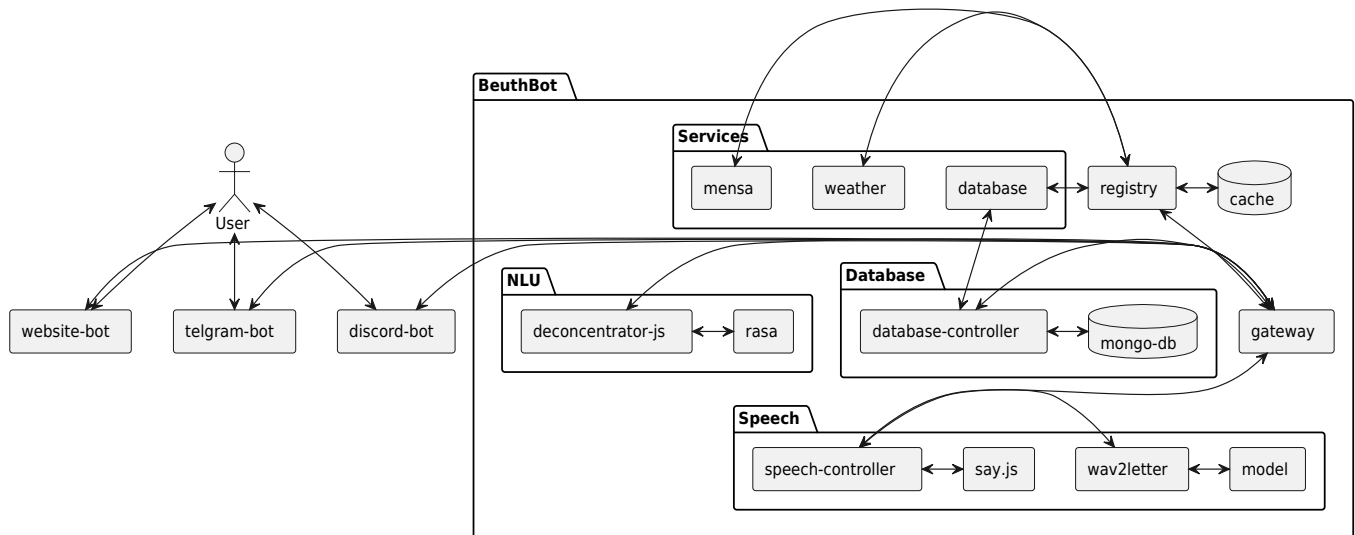 BeuthBot
Services
mensa
weather
database
registry
cache
User
NLU
Database
website-bot
telgram-bot
discord-bot
deconcentrator-js
rasa
database-controller
mongo-db
gateway
Speech
speech-controller
say.js
wav2letter
model